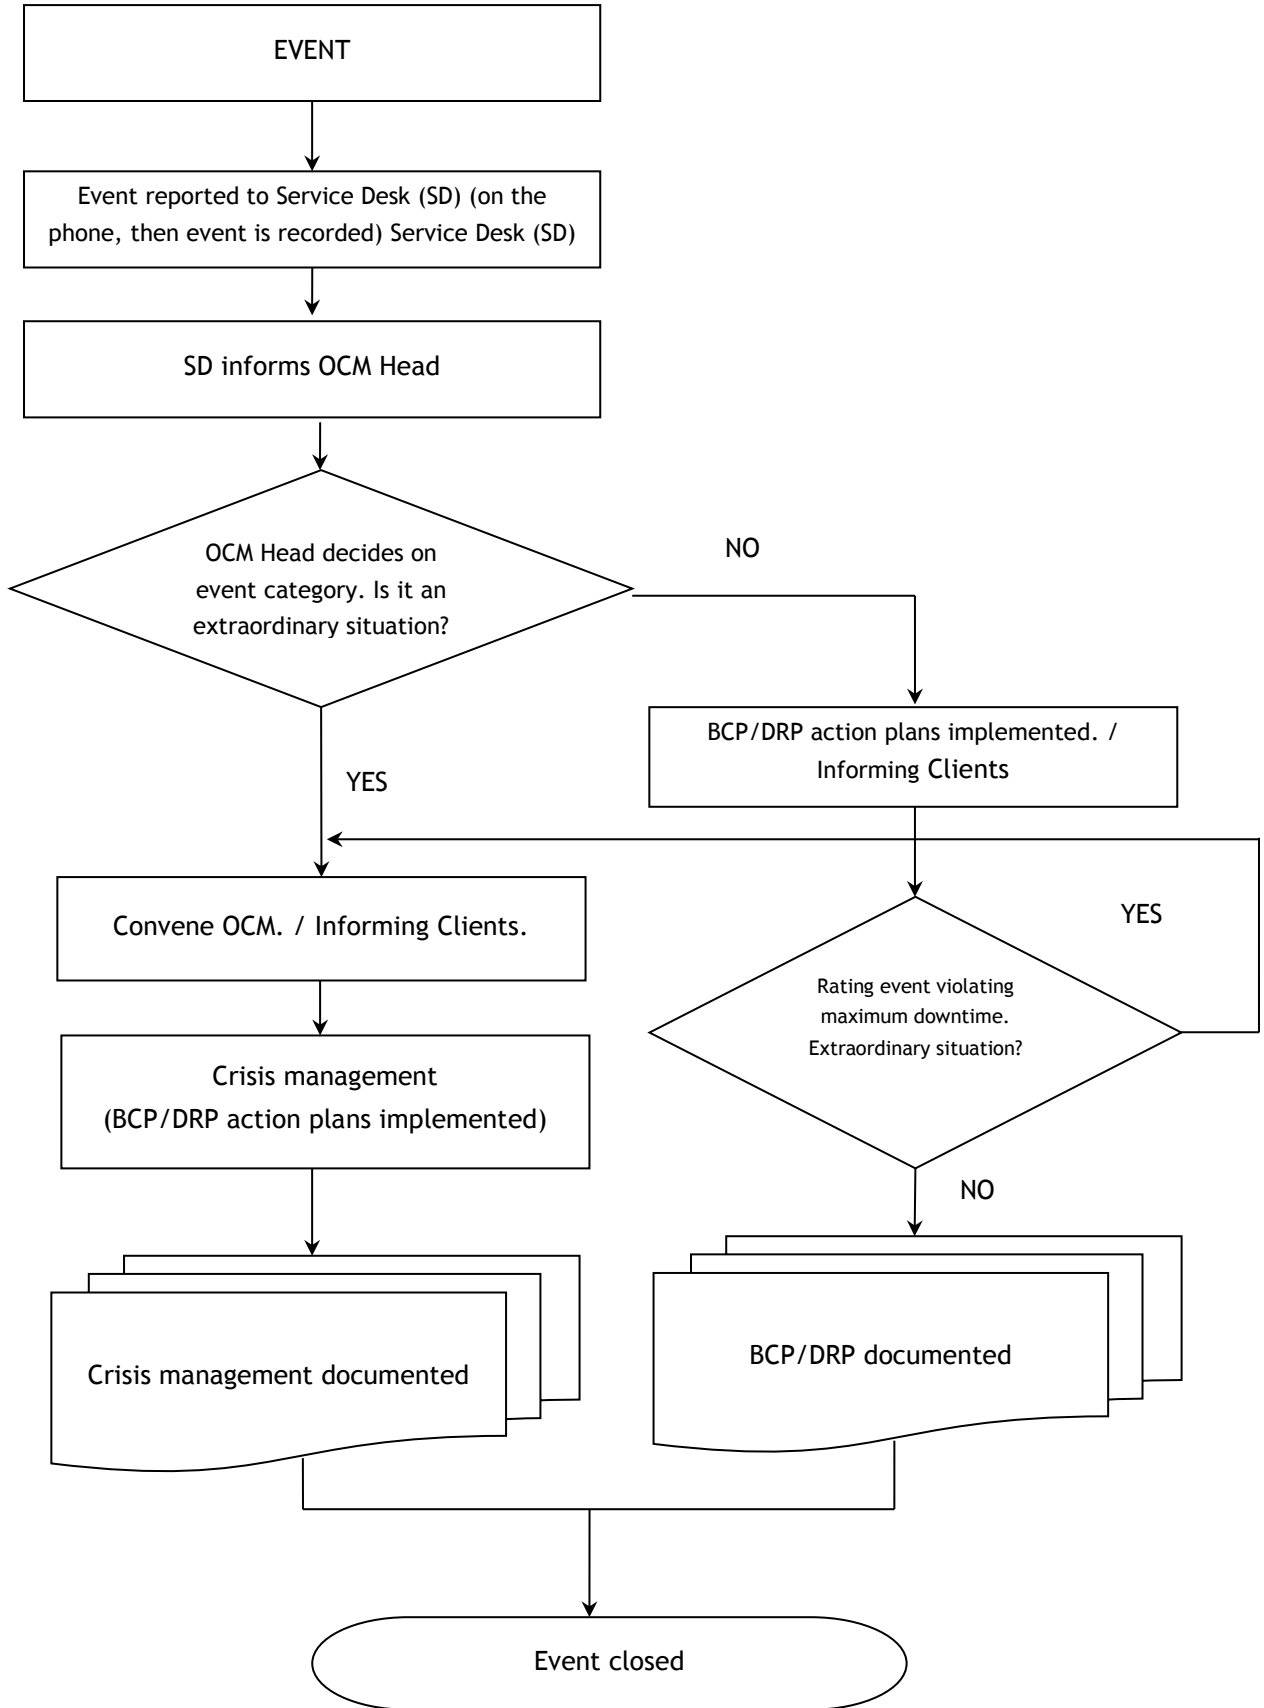 EVENT
Event reported to Service Desk (SD) (on the
phone, then event is recorded) Service Desk (SD)
SD informs OCM Head
OCM Head decides on
event category. Is it an
extraordinary situation?
NO
BCP/DRP action plans implemented. /
Informing Clients
YES
Convene OCM. / Informing Clients.
YES
Rating event violating
maximum downtime.
Extraordinary situation?
Crisis management
(BCP/DRP action plans implemented)
NO
BCP/DRP documented
Crisis management documented
Event closed